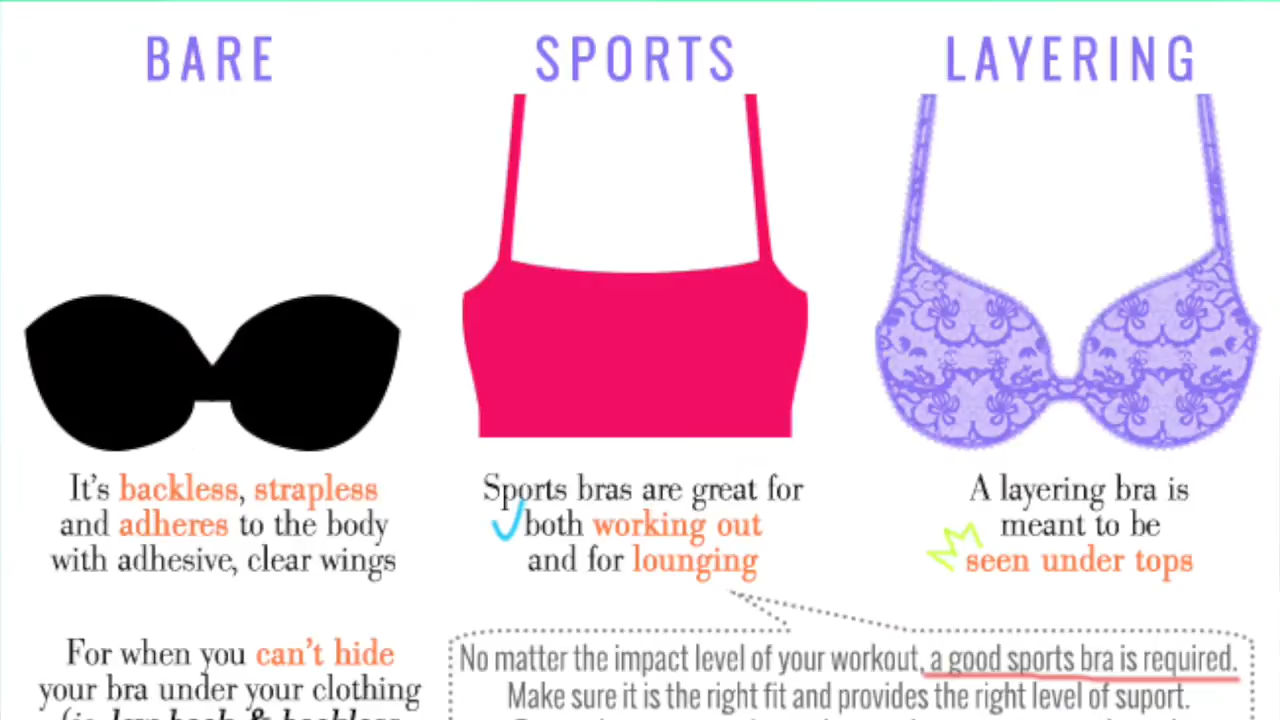 BARE
It's backless, strapless
and adheres to the body
with adhesive, clear wings
For when you can't hide
your bra under your clothing
SPORTS
Sports bras are great for
both working out
and for lounging
LAYERING
A layering bra is
meant to be
seen under tops
No matter the impact level of your workout, a good sports bra is required.
Make sure it is the right fit and provides the right level of suport.